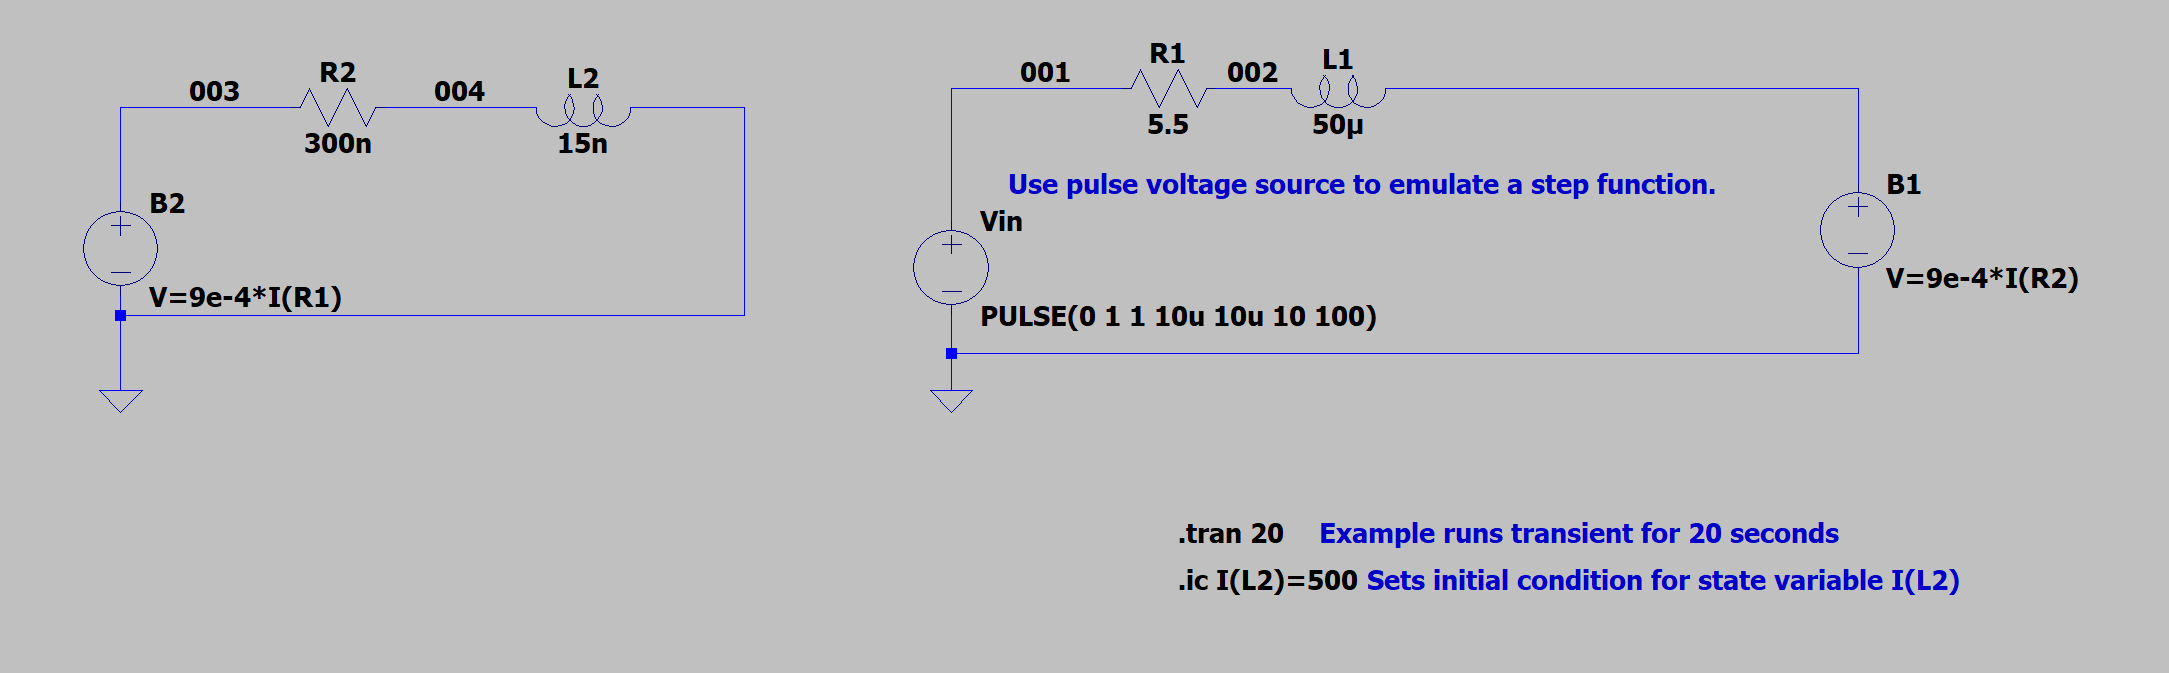 R2
003
004
L2
300n
15n
B2
V=9e-4*I(R1)
R1
L1
001
002
5.5
50µ
Use pulse voltage source to emulate a step function.
Vin
PULSE(0 1 1 10u 10u 10 100)
B1
V=9e-4*I(R2)
.tran 20 Example runs transient for 20 seconds
.ic I(L2)=500 Sets initial condition for state variable I(L2)